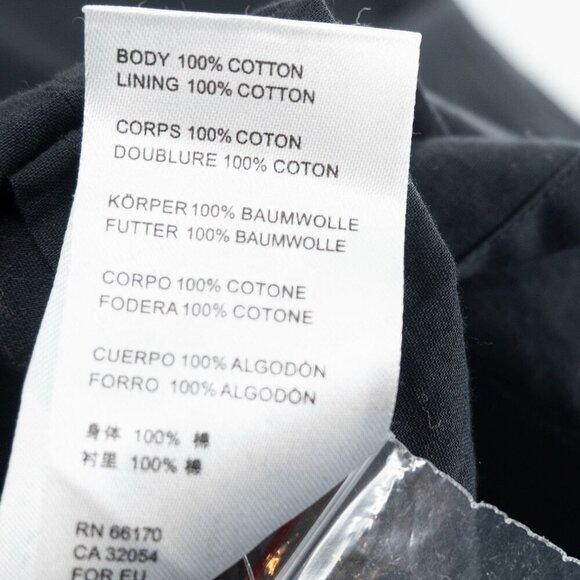 BODY 100% COTTON
LINING 100% COTTON
CORPS 100% COTON
DOUBLURE 100% COTON
KÖRPER 100% BAUMWOLLE
FUTTER 100% BAUMWOLLE
CORPO 100% COTONE
FODERA 100% COTONE
CUERPO 100% ALGODÓN
FORRO 100% ALGODÓN
身体 100% 棉
衬里 100% 棉
RN 66170
CA 32054
FOR EU